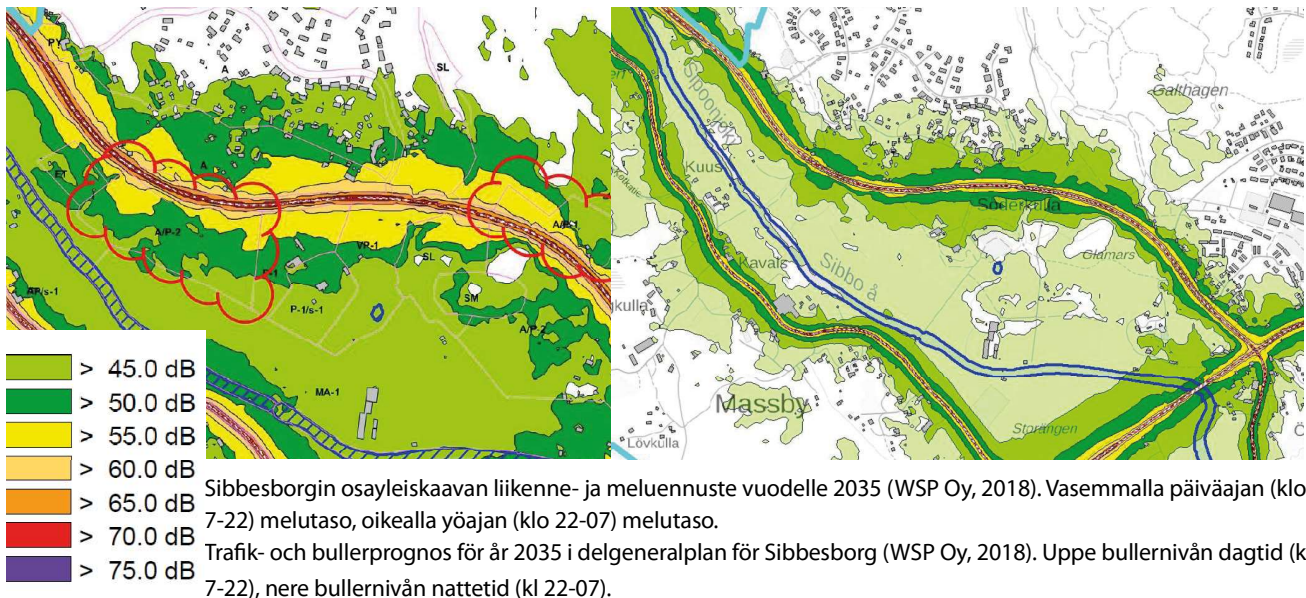 PY
A
SL
ET
A
A/P-2
VP-1
SL
A/P-1
P-1/s-1
SM
A/P-2
AP/s-1
MA-1
Sipoonjoki
Galthagen
Kuus
Söderkulla
Kavals
Sibbo å
Glamars
kulla
Massby
Lövkulla
Storängen
> 45.0 dB
> 50.0 dB
> 55.0 dB
> 60.0 dB
> 65.0 dB
> 70.0 dB
> 75.0 dB
Sibbesborgin osayleiskaavan liikenne- ja meluennuste vuodelle 2035 (WSP Oy, 2018). Vasemmalla päiväajan (klo
7-22) melutaso, oikealla yöajan (klo 22-07) melutaso.
Trafik- och bullerprognos för år 2035 i delgeneralplan för Sibbesborg (WSP Oy, 2018). Uppe bullernivån dagtid (k
7-22), nere bullernivån nattetid (kl 22-07).